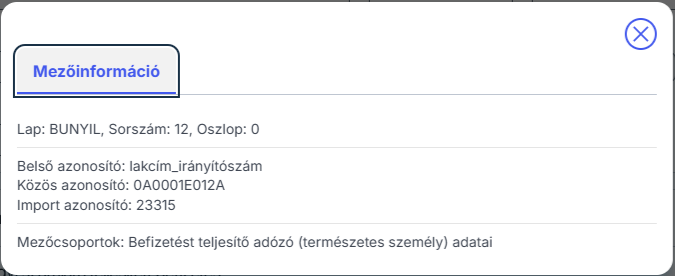 Mezőinformáció
Lap: BUNYIL, Sorszám: 12, Oszlop: 0
Belső azonosító: lakcím_irányítószám
Közös azonosító: 0A0001E012A
Import azonosító: 23315
Mezőcsoportok: Befizetést teljesítő adózó (természetes személy) adatai